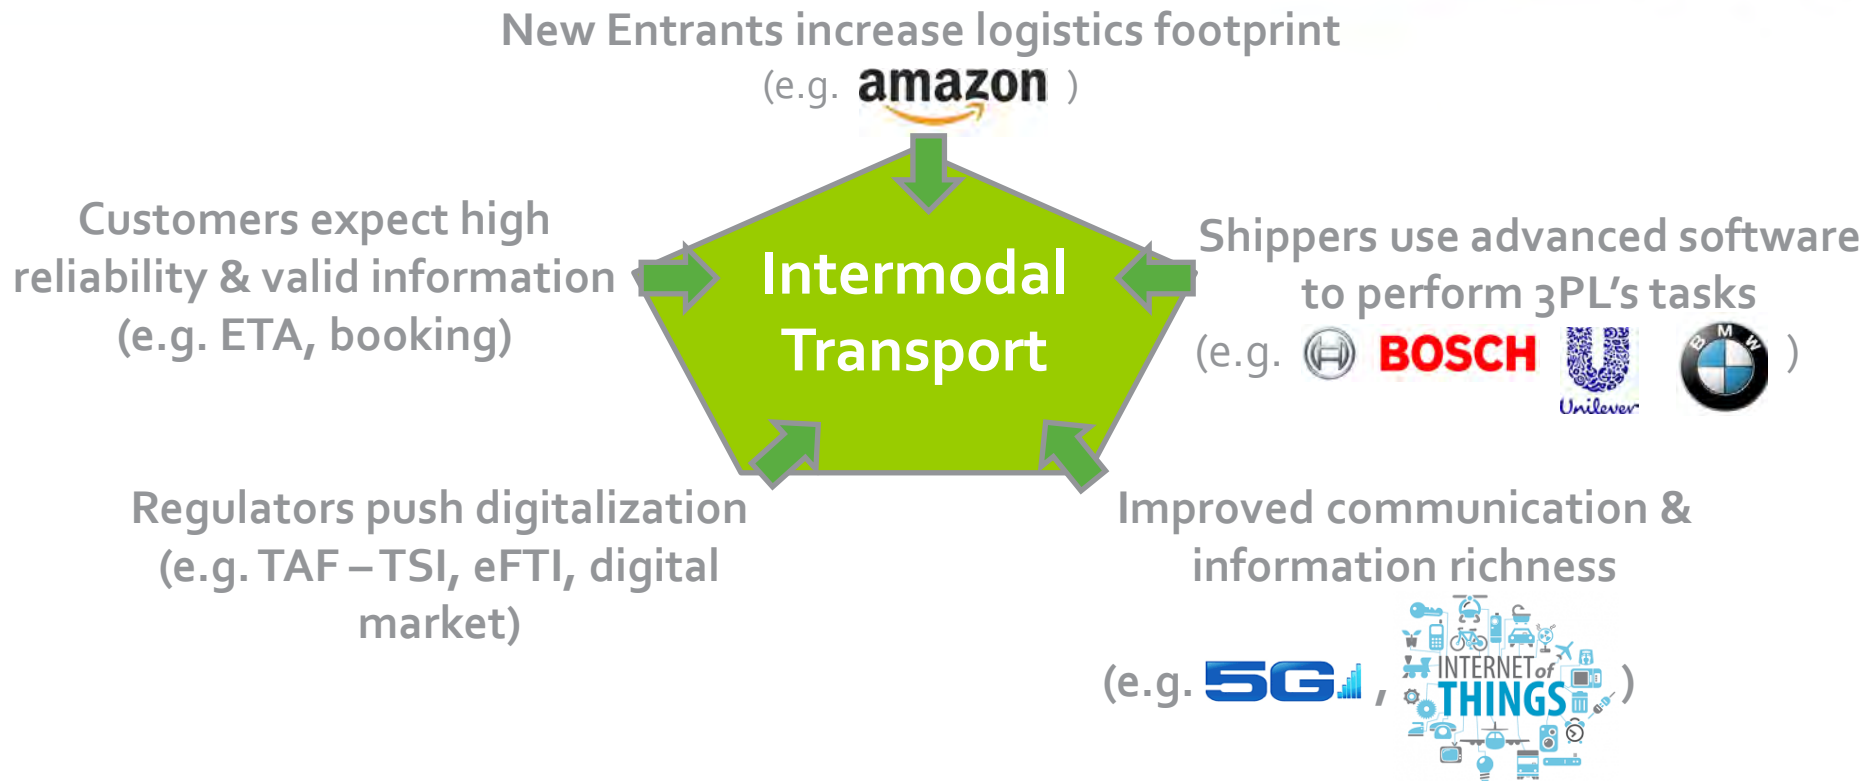 New Entrants increase logistics footprint
(e.g. amazon )
Customers expect high
reliability & valid information
(e.g. ETA, booking)
Intermodal
Transport
Shippers use advanced software
to perform 3PL's tasks
(e.g. BOSCH Unilever BMW )
Regulators push digitalization
(e.g. TAF – TSI, eFTI, digital
market)
Improved communication &
information richness
(e.g. 5G , INTERNET of THINGS )